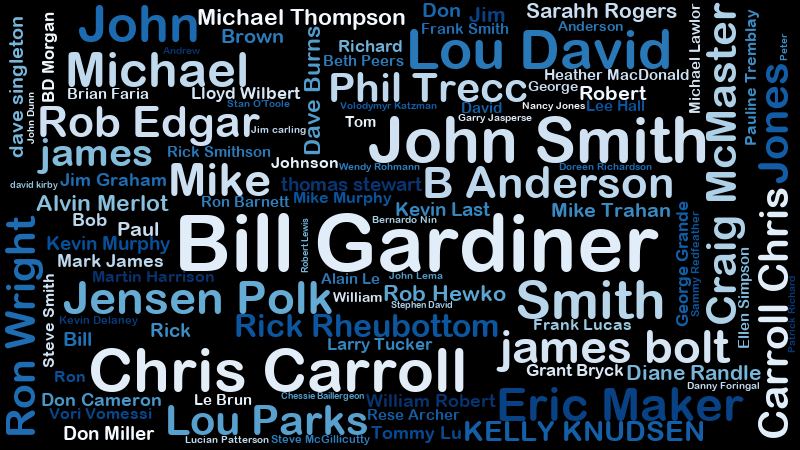 dave singleton
John Dunn
BD Morgan
John
Andrew
Michael Thompson
Brown
Don
Jim
Frank Smith
Sarahh Rogers
Anderson
Richard
Beth Peers
Dave Burns
Lou David
Heather MacDonald
Michael Lawlor
McMaster
Craig
Pauline Tremblay
Peter
Jones
Michael
Brian Faria
Lloyd Wilbert
Stan O'Toole
Phil Trecc
George
Robert
Nancy Jones
Lee Hall
Volodymyr Katzman
David
Garry Jasperse
Tom
Rob Edgar
Jim carling
james
Rick Smithson
Johnson
John Smith
Wendy Rohmann
Doreen Richardson
david kirby
Jim Graham
Mike
thomas stewart
B Anderson
Alvin Merlot
Ron Barnett
Mike Murphy
Kevin Last
Mike Trahan
Bob
Paul
Kevin Murphy
Mark James
Bill Gardiner
Bernardo Nin
Robert Lewis
George Grande
Sammy Redfeather
Ellen Simpson
Carroll Chris
Patrick Richard
Ron Wright
Steve Smith
Martin Harrison
Alain Le
John Lema
Jensen Polk
William
Rob Hewko
Stephen David
Smith
Kevin Delaney
Rick
Bill
Rick Rheubottom
Frank Lucas
Larry Tucker
james bolt
Chris Carroll
Ron
Grant Bryck
Diane Randle
Danny Foringal
Don Cameron
Le Brun
Chessie Baillergeon
William Robert
Eric Maker
Vori Vomessi
Lou Parks
Rese Archer
Don Miller
Lucian Patterson
Steve McGillicutty
Tommy Lu
KELLY KNUDSEN